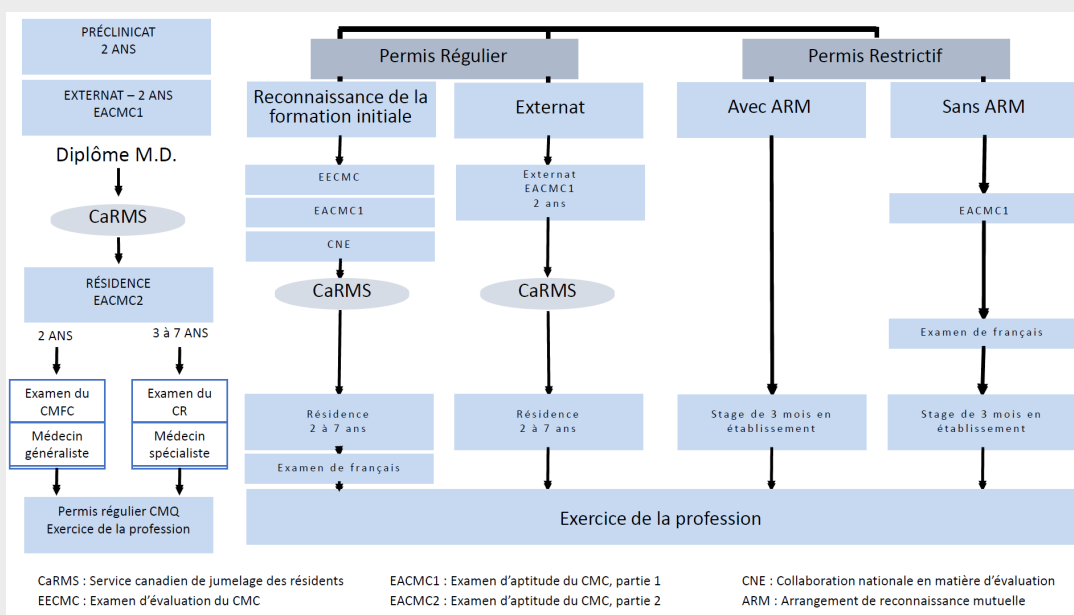 PRÉCLINICAT
2 ANS
EXTERNAT – 2 ANS
EACMC1
Diplôme M.D.
CaRMS
RÉSIDENCE
EACMC2
2 ANS
3 à 7 ANS
Examen du
CMFC
Médecin
généraliste
Examen du
CR
Médecin
spécialiste
Permis régulier CMQ
Exercice de la profession
Permis Régulier
Permis Restrictif
Reconnaissance de la
formation initiale
EECMC
EACMC1
CNE
CaRMS
Résidence
2 à 7 ans
Examen de français
Externat
Externat
EACMC1
2 ans
CaRMS
Résidence
2 à 7 ans
Avec ARM
Stage de 3 mois en
établissement
Sans ARM
EACMC1
Examen de français
Stage de 3 mois en
établissement
Exercice de la profession
CaRMS : Service canadien de jumelage des résidents
EECMC : Examen d'évaluation du CMC
EACMC1 : Examen d'aptitude du CMC, partie 1
EACMC2 : Examen d'aptitude du CMC, partie 2
CNE : Collaboration nationale en matière d'évaluation
ARM : Arrangement de reconnaissance mutuelle